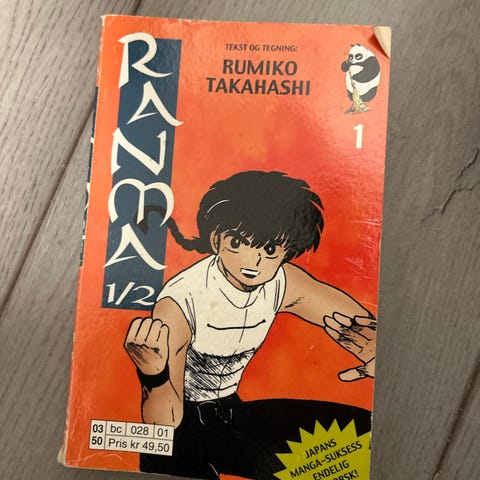 RANMA
1/2
TEKST OG TEGNING:
RUMIKO
TAKAHASHI
1
03
50
bc 028 01
Pris kr 49,50
JAPANS
MANGA-SUKSESS
ENDELIG